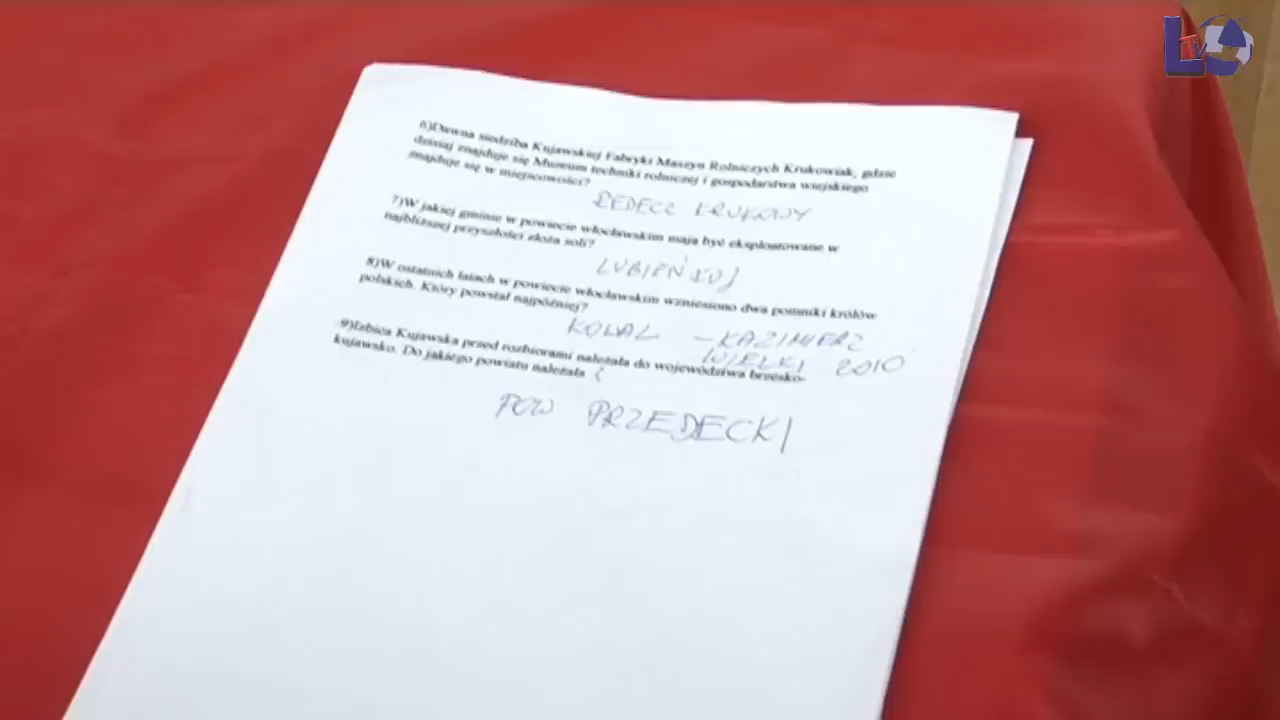 6)Dawna siedziba Kujawskiej Fabryki Maszyn Rolniczych Krukowiak, gdzie
dzisiaj znajduje się Muzeum techniki rolniczej i gospodarstwa wiejskiego
znajduje się w miejscowości?
REDECZ KRUKOWY
7)W jakiej gminie w powiecie włocławskim mają być eksploatowane w
najbliższej przyszłości złoża soli?
LUBIEŃ KUJ
8)W ostatnich latach w powiecie włocławskim wzniesiono dwa pomniki królów
polskich. Który powstał najpóźniej?
KOWAL - KAZIMIERZ
WIELKI 2010
9)Izbica Kujawska przed rozbiorami należała do województwa brzesko-
kujawsko. Do jakiego powiatu należała
POW PRZEDECKI
LTV